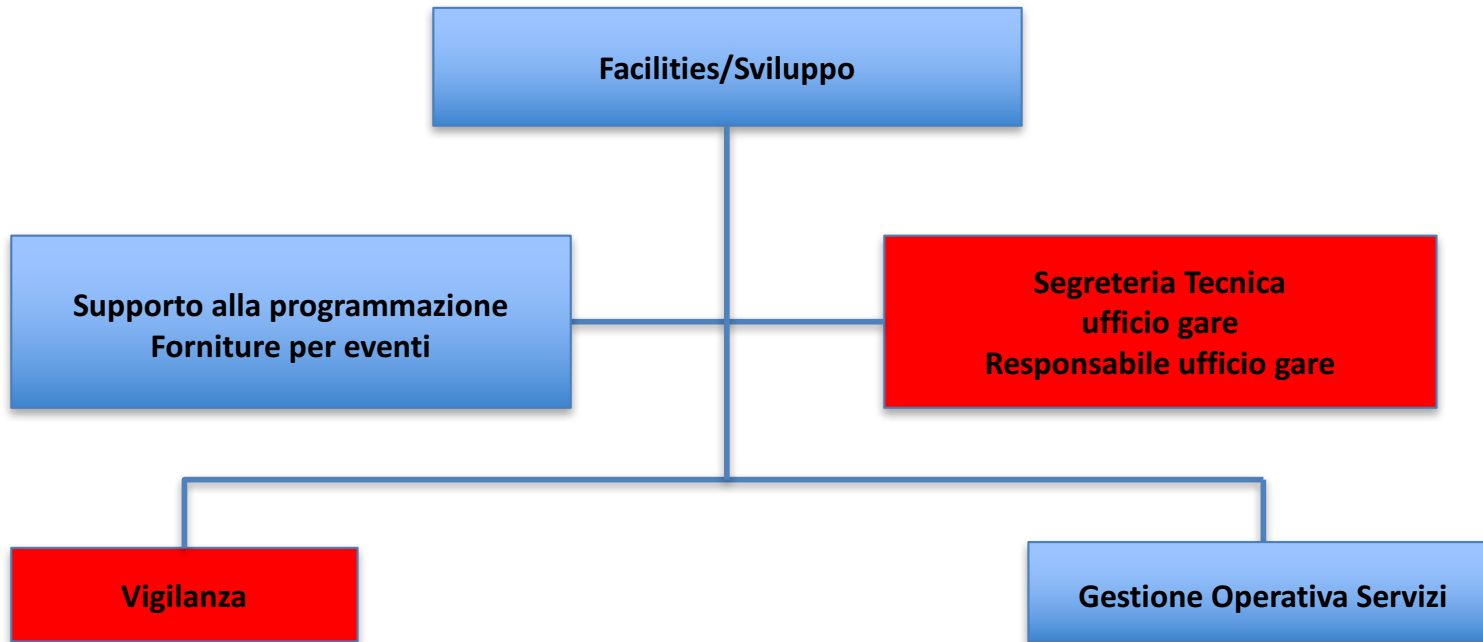 Facilities/Sviluppo
Supporto alla programmazione
Forniture per eventi
Segreteria Tecnica
ufficio gare
Responsabile ufficio gare
Vigilanza
Gestione Operativa Servizi